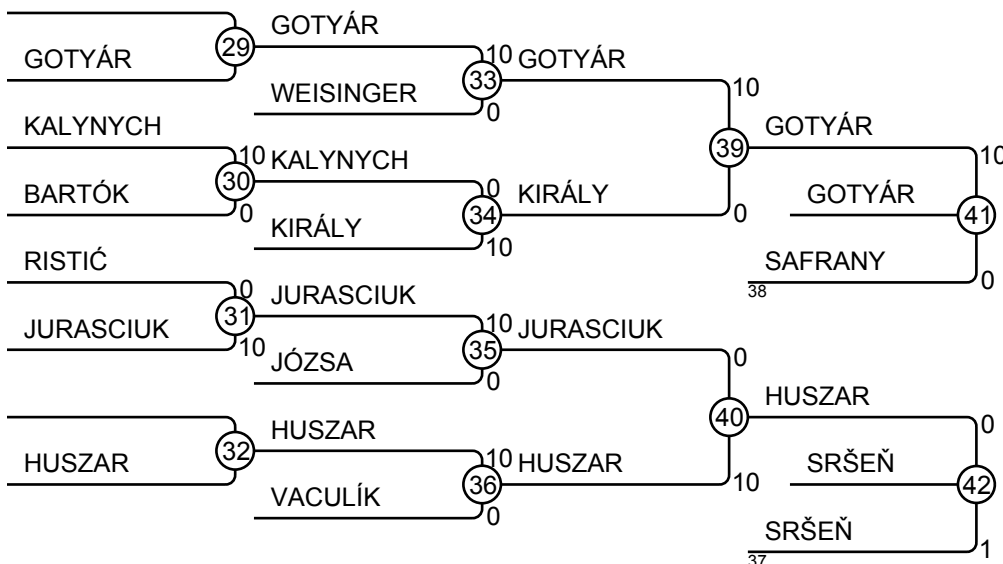 GOTYÁR
10
GOTYÁR 29 33 GOTYÁR
10
WEISINGER
0
KALYNYCH 39 GOTYÁR
10 KALYNYCH 10
BARTÓK 30 0 GOTYÁR
0 34 KIRÁLY 0 41
KIRÁLY
10
RISTIĆ SAFRANY 0
0 JURASCIUK 38
JURASCIUK 31 10 JURASCIUK
10 JÓZSA 35 0
0
40 HUSZAR
HUSZAR 0
HUSZAR 32 10 HUSZAR SRŠEŇ
VACULÍK 36 10 42
0
SRŠEŇ 1
37